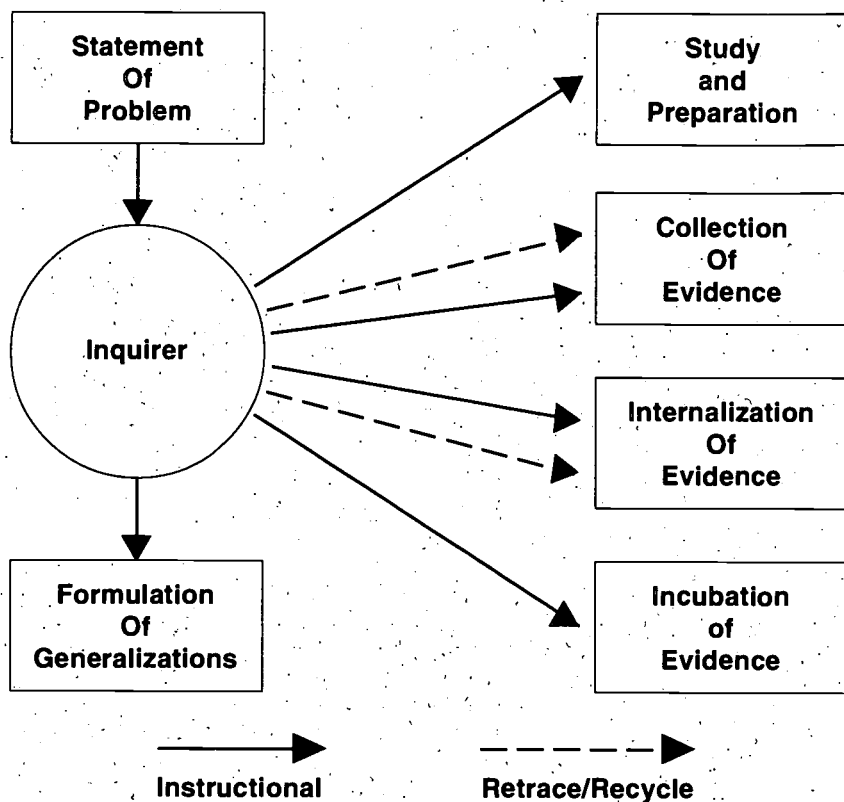 Statement
Of
Problem
Study
and
Preparation
Collection
Of
Evidence
Inquirer
Internalization
Of
Evidence
Formulation
Of
Generalizations
Incubation
of
Evidence
Instructional
Retrace/Recycle